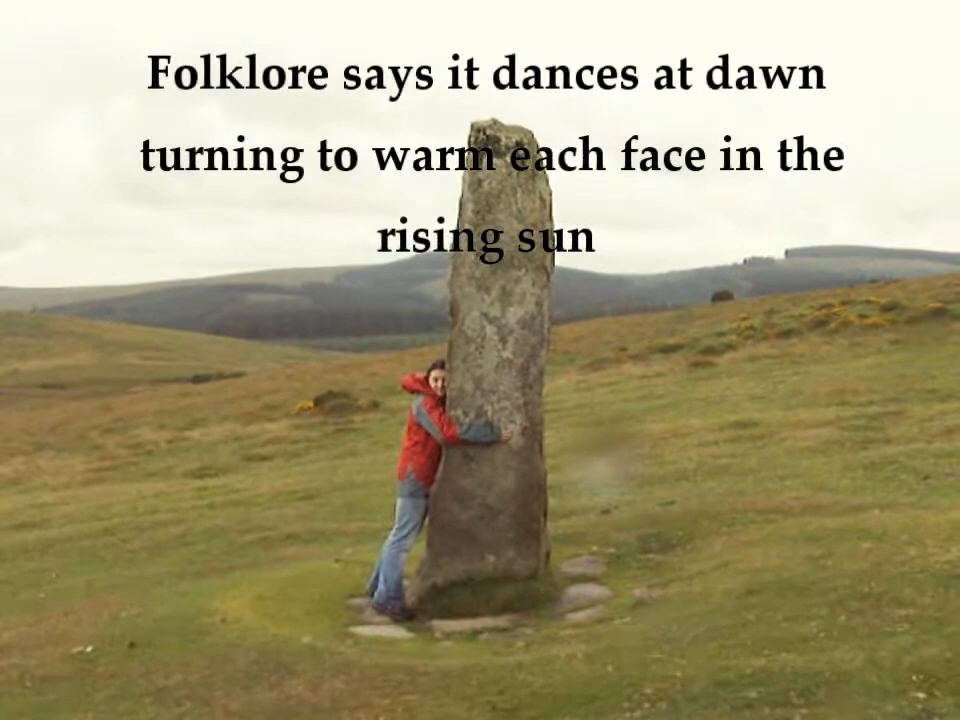 Folklore says it dances at dawn
turning to warm each face in the
rising sun